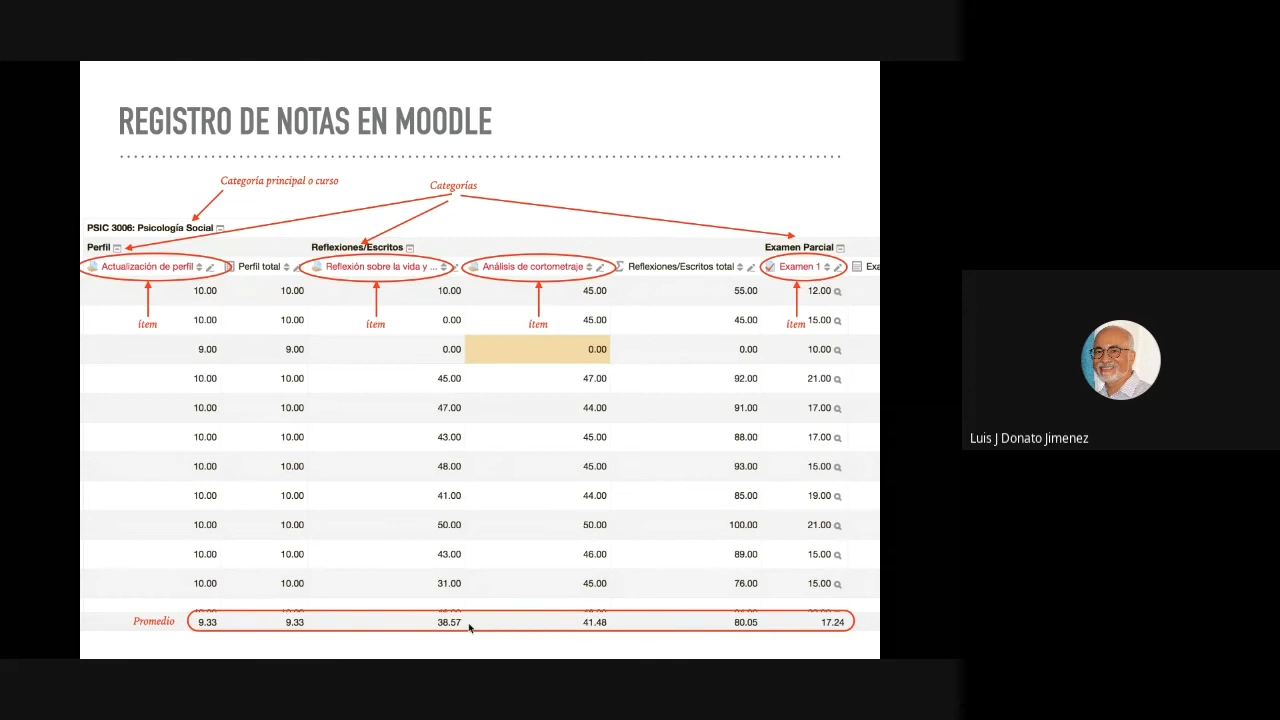 REGISTRO DE NOTAS EN MOODLE
Categoría principal o curso
Categorías
PSIC 3006: Psicología Social
Perfil Reflexiones/Escritos Examen Parcial
Actualización de perfil Perfil total Reflexión sobre la vida y ... Análisis de cortometraje Reflexiones/Escritos total Examen 1 Exa
10.00 10.00 10.00 45.00 55.00 12.00
ítem ítem ítem ítem
10.00 10.00 0.00 45.00 45.00 15.00
9.00 9.00 0.00 0.00 0.00 10.00
10.00 10.00 45.00 47.00 92.00 21.00
10.00 10.00 47.00 44.00 91.00 17.00
10.00 10.00 43.00 45.00 88.00 17.00
10.00 10.00 48.00 45.00 93.00 15.00
10.00 10.00 41.00 44.00 85.00 19.00
10.00 10.00 50.00 50.00 100.00 21.00
10.00 10.00 43.00 46.00 89.00 15.00
10.00 10.00 31.00 45.00 76.00 15.00
Promedio 9.33 9.33 38.57 41.48 80.05 17.24
Luis J Donato Jimenez